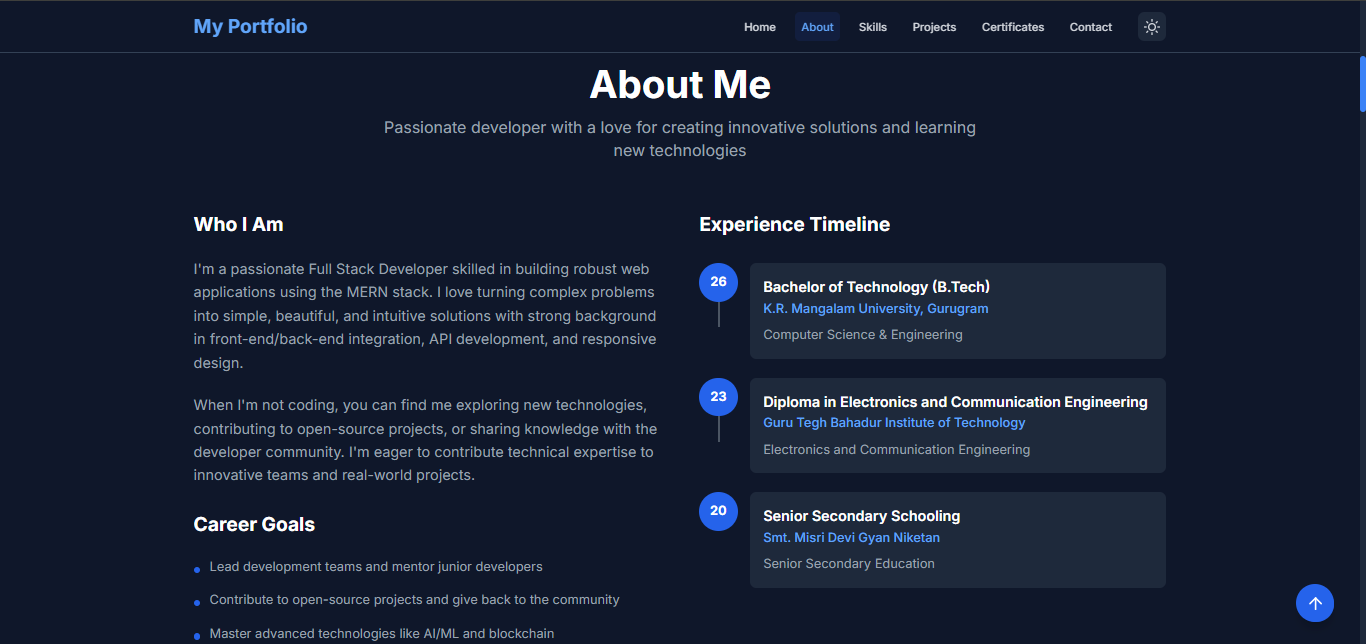 My Portfolio
Home
About
Skills
Projects
Certificates
Contact
About Me
Passionate developer with a love for creating innovative solutions and learning
new technologies
Who I Am
I'm a passionate Full Stack Developer skilled in building robust web
applications using the MERN stack. I love turning complex problems
into simple, beautiful, and intuitive solutions with strong background
in front-end/back-end integration, API development, and responsive
design.
When I'm not coding, you can find me exploring new technologies,
contributing to open-source projects, or sharing knowledge with the
developer community. I'm eager to contribute technical expertise to
innovative teams and real-world projects.
Career Goals
Lead development teams and mentor junior developers
Contribute to open-source projects and give back to the community
Master advanced technologies like AI/ML and blockchain
Experience Timeline
26
Bachelor of Technology (B.Tech)
K.R. Mangalam University, Gurugram
Computer Science & Engineering
23
Diploma in Electronics and Communication Engineering
Guru Tegh Bahadur Institute of Technology
Electronics and Communication Engineering
20
Senior Secondary Schooling
Smt. Misri Devi Gyan Niketan
Senior Secondary Education